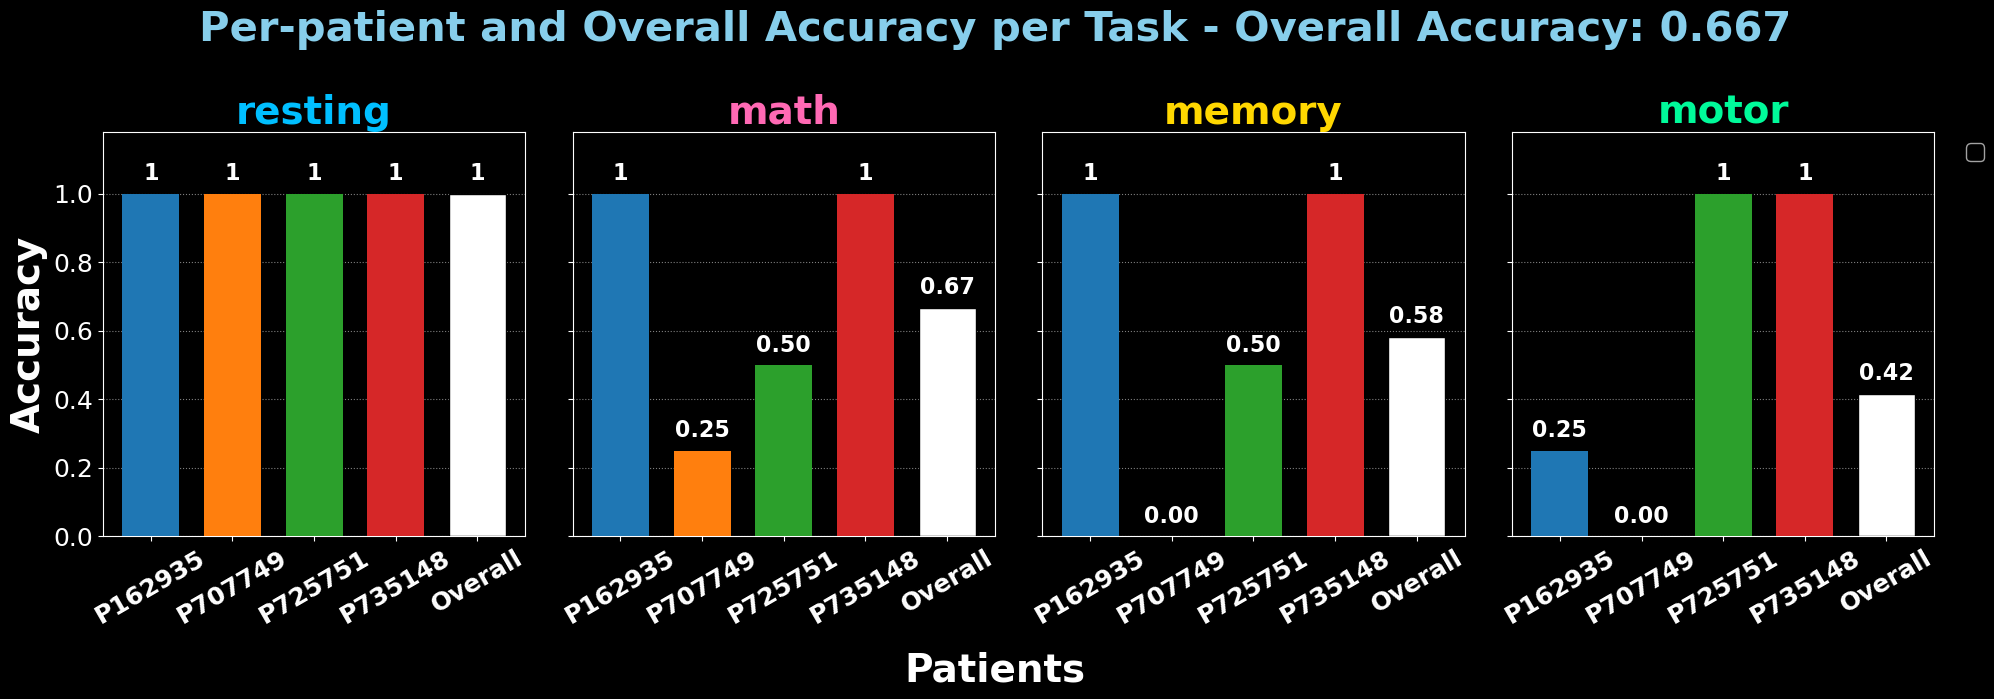 Per-patient and Overall Accuracy per Task - Overall Accuracy: 0.667
resting
math
memory
motor
Accuracy
1.0
0.8
0.6
0.4
0.2
0.0
1 1 1 1 1
1 0.25 0.50 1 0.67
1 0.00 0.50 1 0.58
0.25 0.00 1 1 0.42
P162935 P707749 P725751 P735148 Overall
P162935 P707749 P725751 P735148 Overall
P162935 P707749 P725751 P735148 Overall
P162935 P707749 P725751 P735148 Overall
Patients